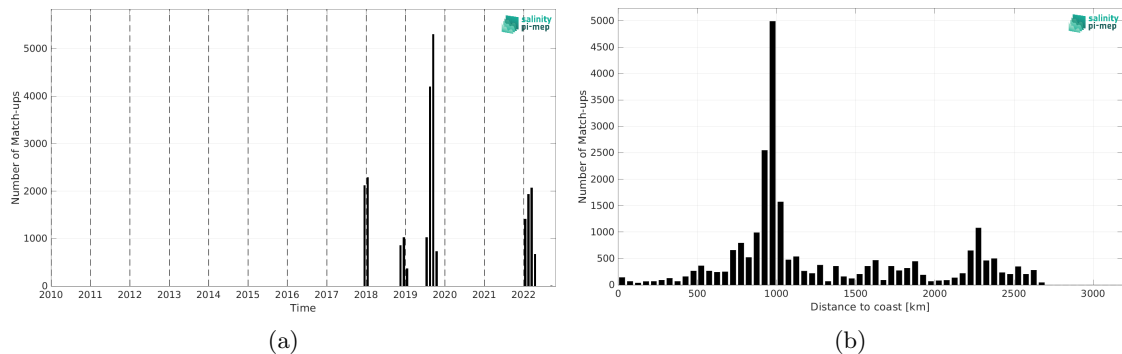 salinity
pi-mep
5000
4000
3000
2000
1000
0
Number of Match-ups
2010 2011 2012 2013 2014 2015 2016 2017 2018 2019 2020 2021 2022
Time
(a)
salinity
pi-mep
5000
4500
4000
3500
3000
2500
2000
1500
1000
500
0
Number of Match-ups
0 500 1000 1500 2000 2500 3000
Distance to coast [km]
(b)